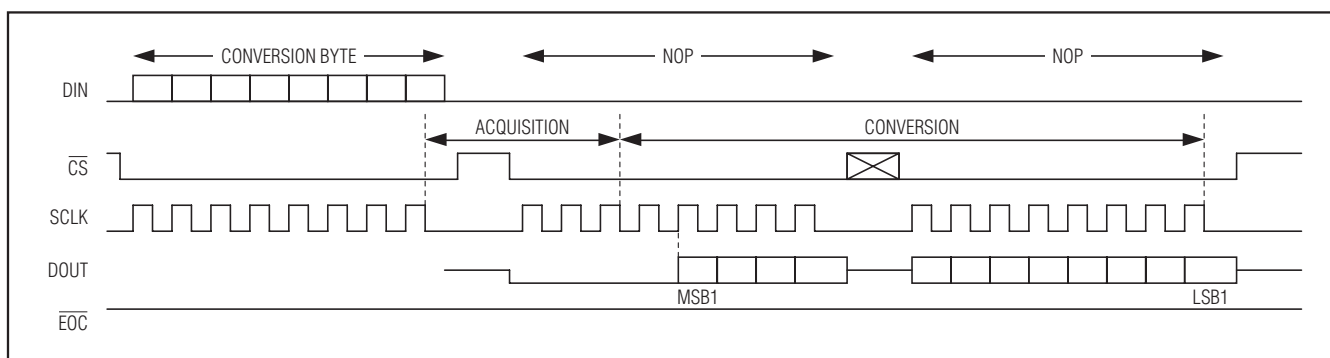 CONVERSION BYTE
NOP
NOP
DIN
ACQUISITION
CONVERSION
CS
SCLK
DOUT
MSB1
LSB1
EOC